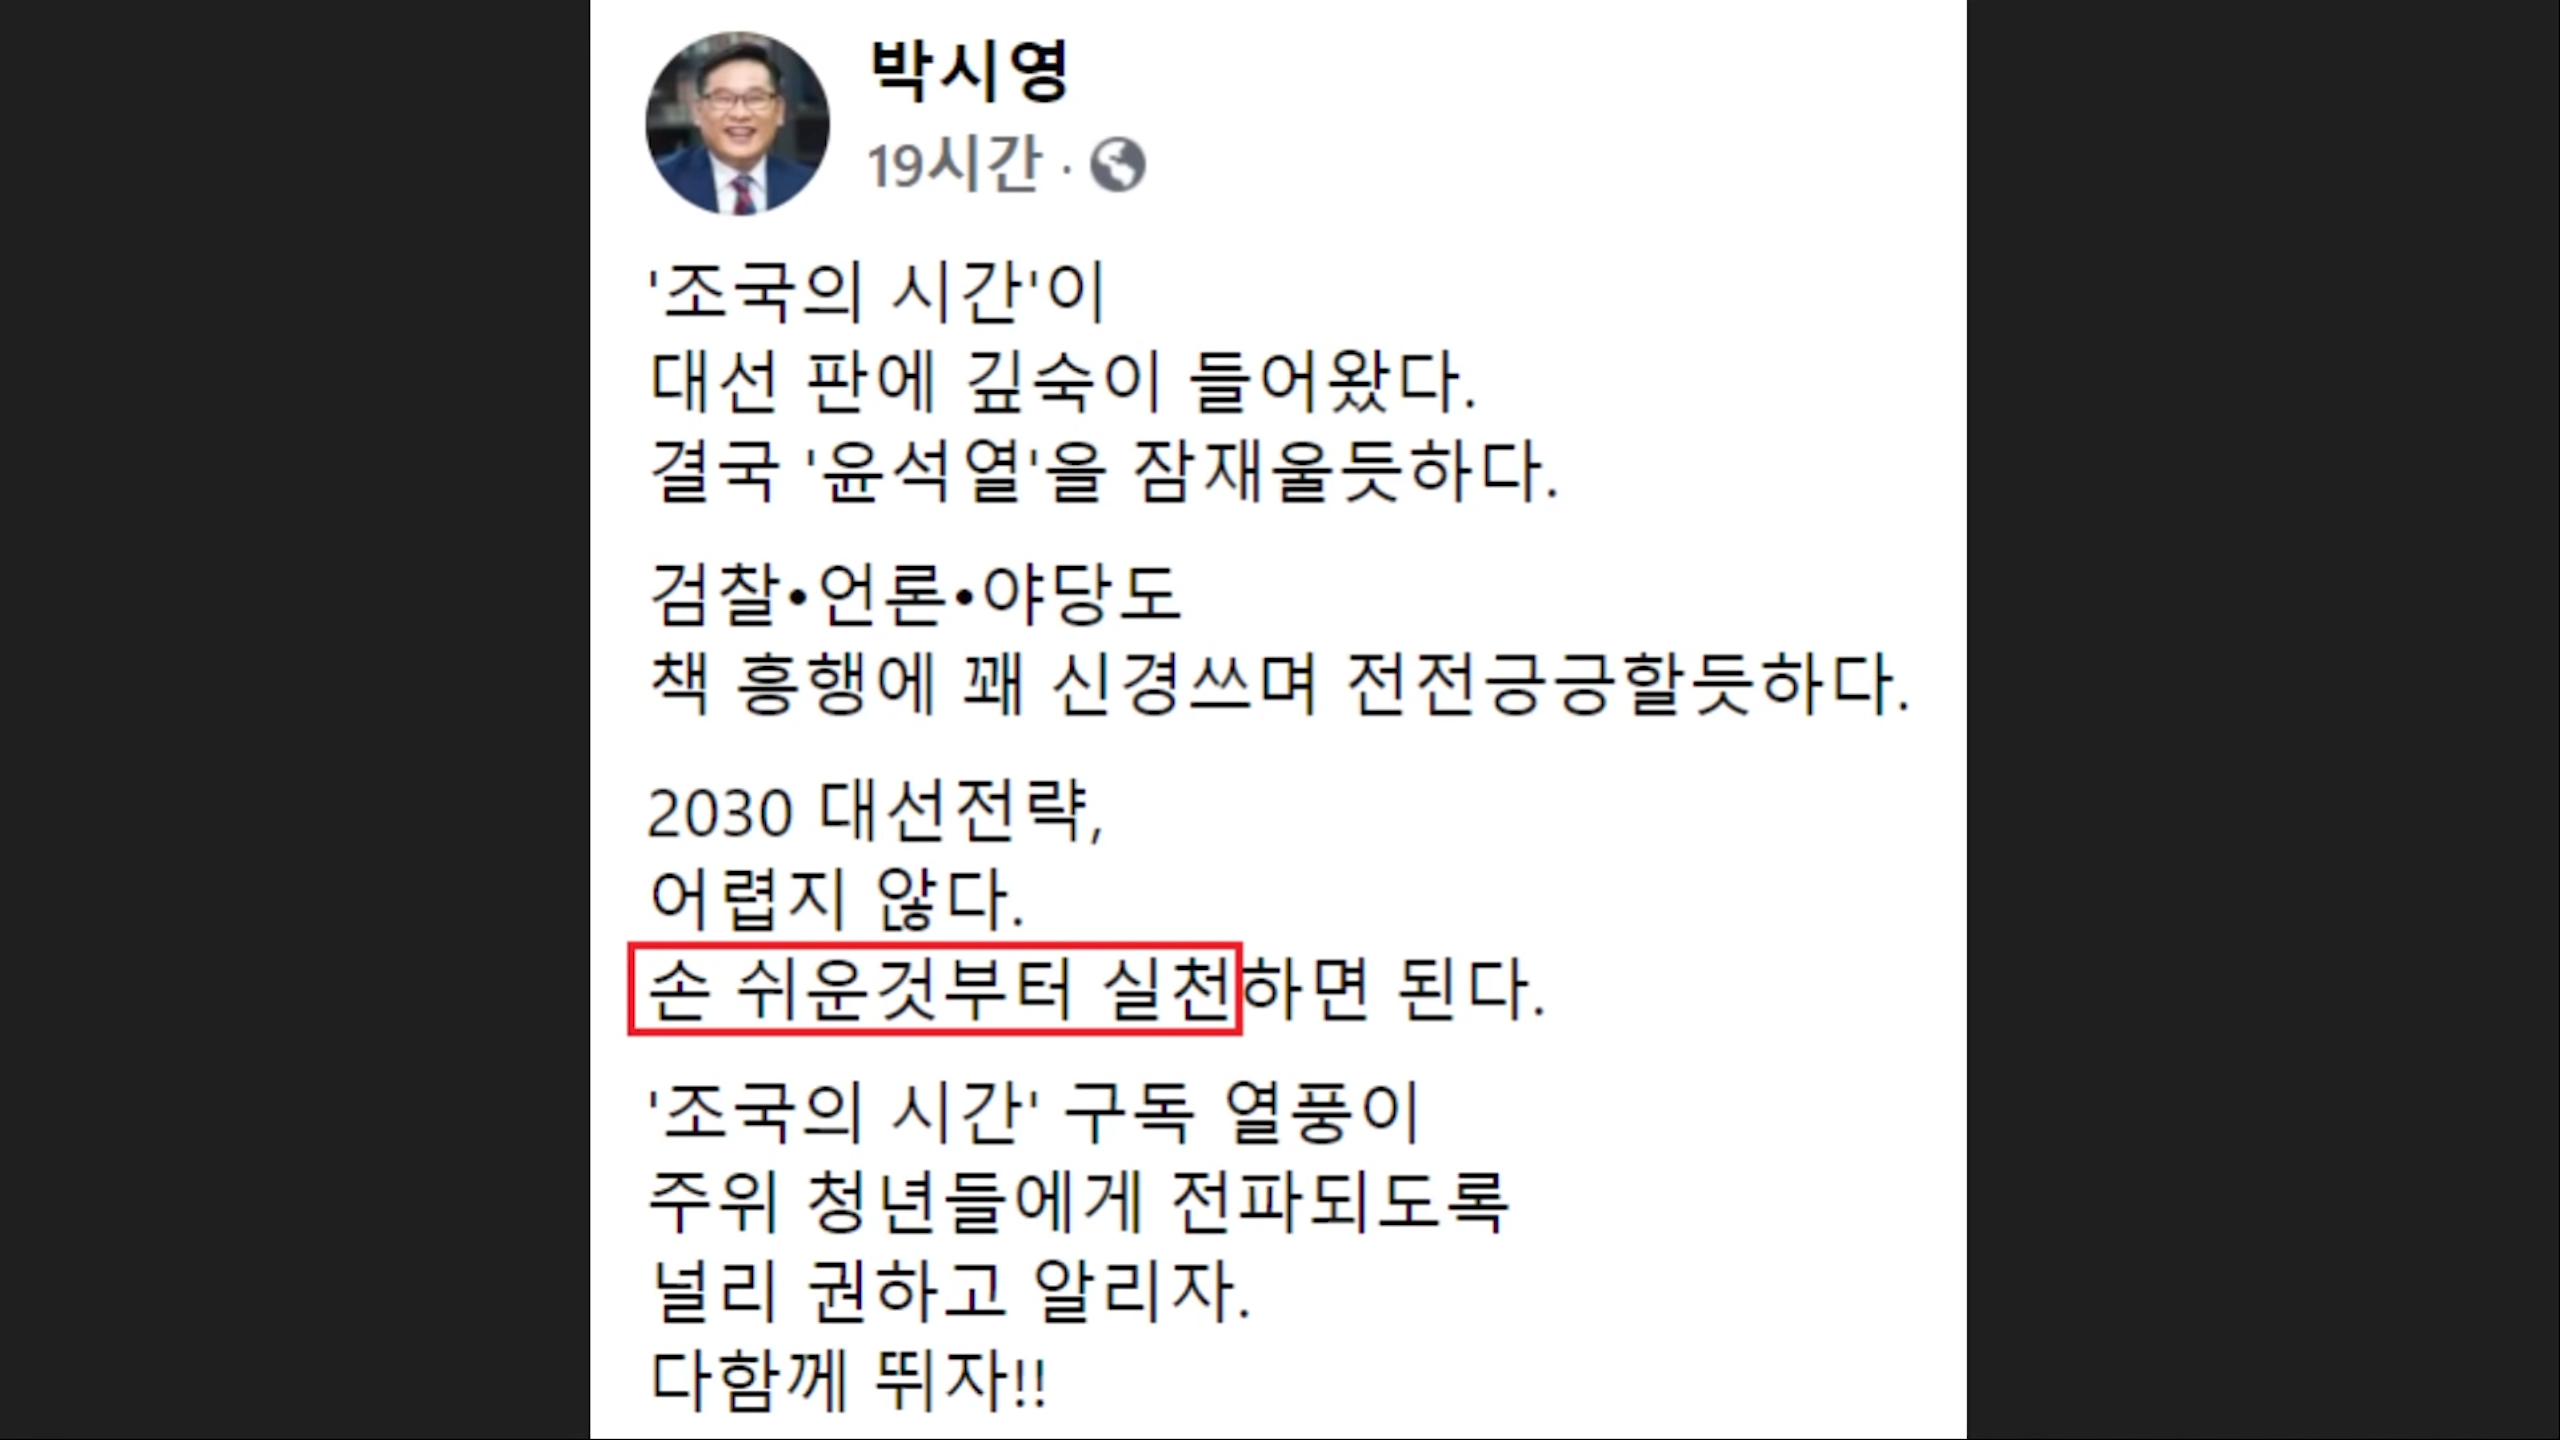 박시영
19시간 ·
'조국의 시간'이
대선 판에 깊숙이 들어왔다.
결국 '윤석열'을 잠재울듯하다.
검찰•언론•야당도
책 흥행에 꽤 신경쓰며 전전긍긍할듯하다.
2030 대선전략,
어렵지 않다.
손 쉬운것부터 실천하면 된다.
'조국의 시간' 구독 열풍이
주위 청년들에게 전파되도록
널리 권하고 알리자.
다함께 뛰자!!